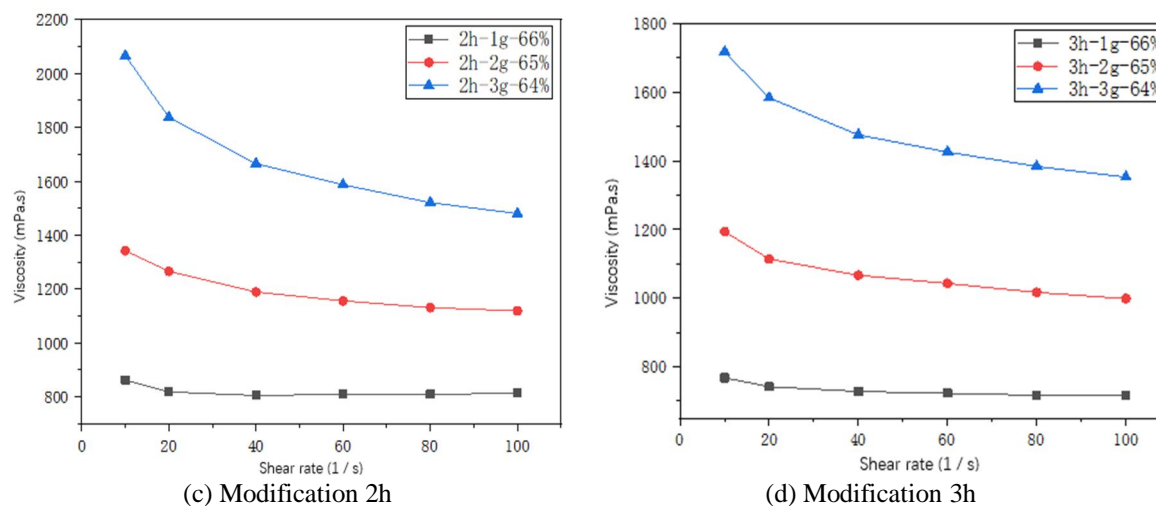 2200
2000
1800
1600
1400
1200
1000
800
Viscosity (mPa.s)
2h-1g-66%
2h-2g-65%
2h-3g-64%
0 20 40 60 80 100
Shear rate (1 / s)
(c) Modification 2h
1800
1600
1400
1200
1000
800
Viscosity (mPa.s)
3h-1g-66%
3h-2g-65%
3h-3g-64%
0 20 40 60 80 100
Shear rate (1 / s)
(d) Modification 3h